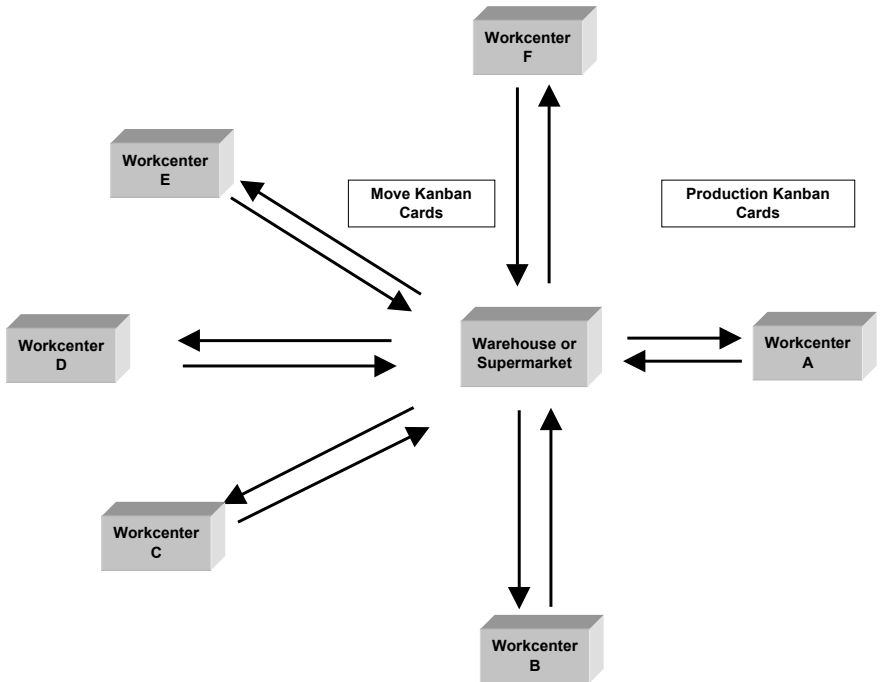 Workcenter
F
Workcenter
E
Move Kanban
Cards
Production Kanban
Cards
Workcenter
D
Warehouse or
Supermarket
Workcenter
A
Workcenter
C
Workcenter
B